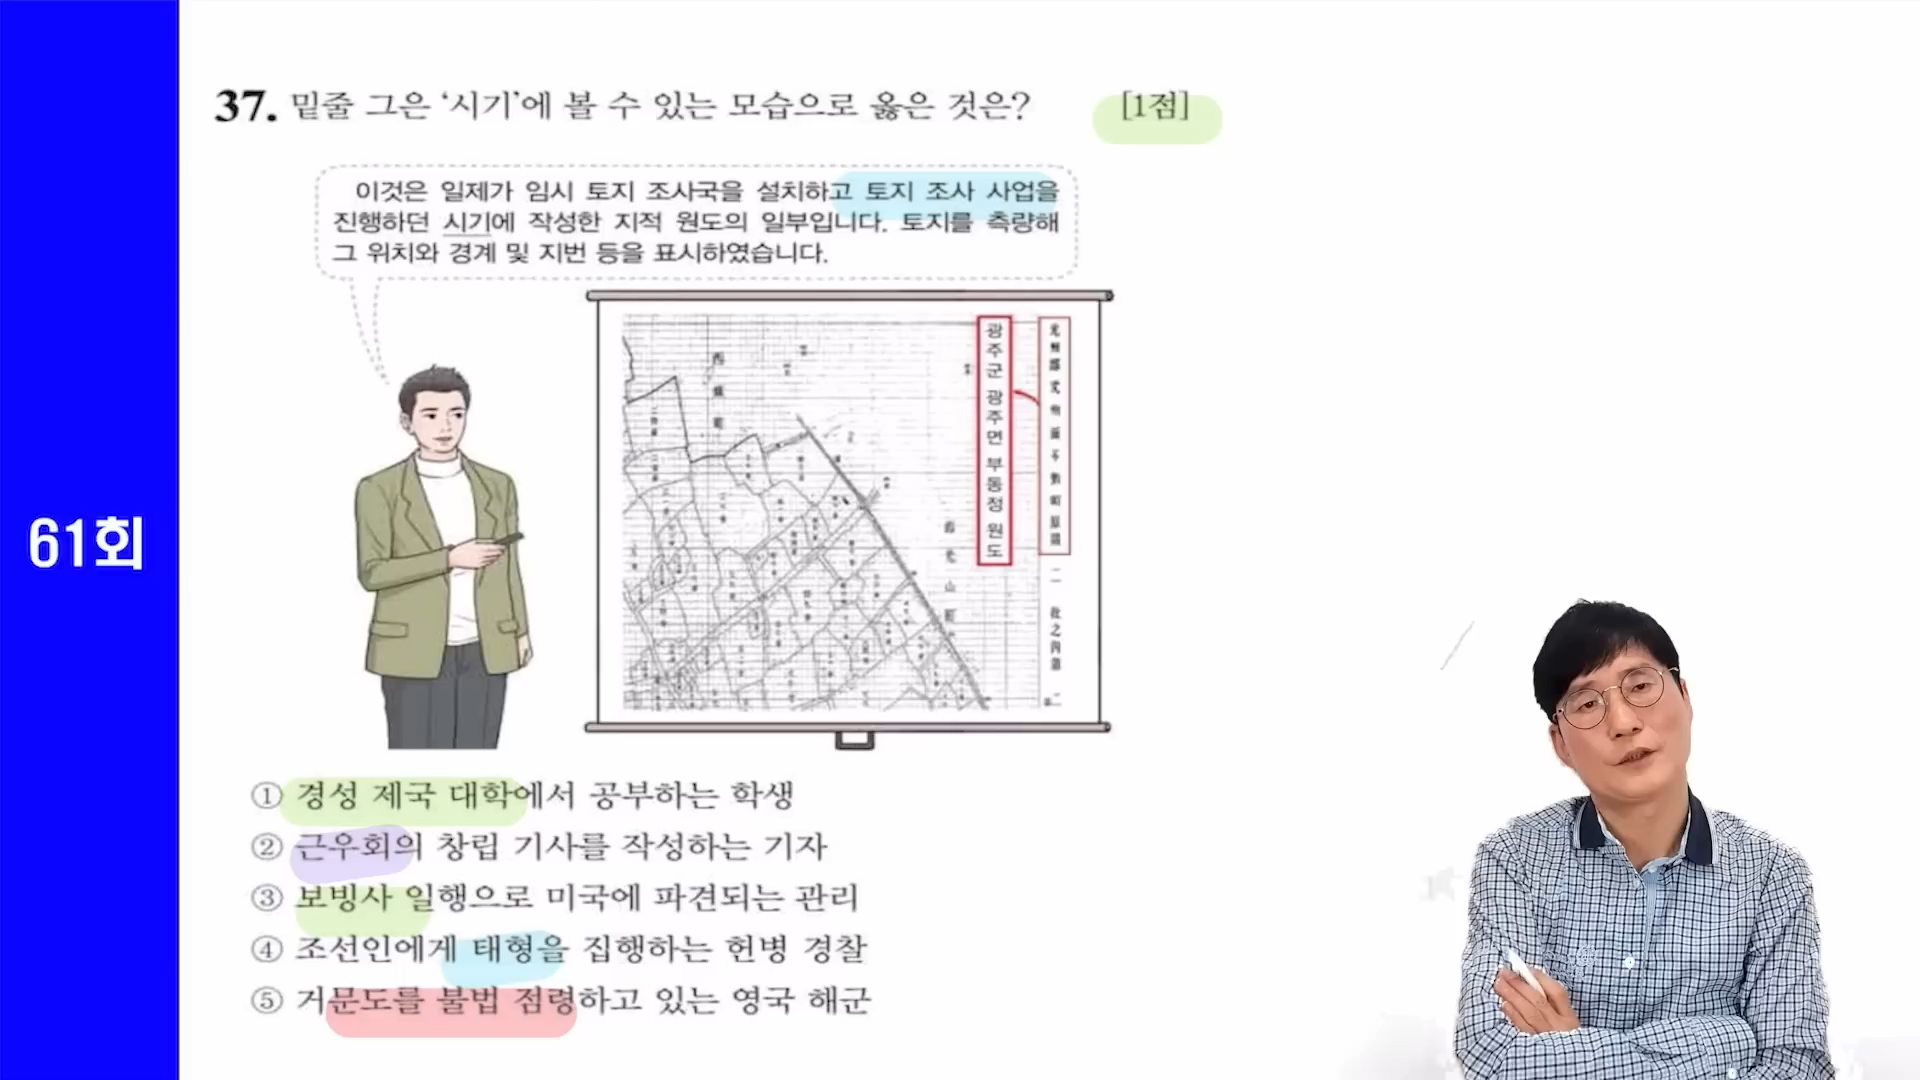 61회
37. 밑줄 그은 ‘시기’에 볼 수 있는 모습으로 옳은 것은? [1점]
이것은 일제가 임시 토지 조사국을 설치하고 토지 조사 사업을
진행하던 시기에 작성한 지적 원도의 일부입니다. 토지를 측량해
그 위치와 경계 및 지번 등을 표시하였습니다.
광주군 광주면 부동정 원도
① 경성 제국 대학에서 공부하는 학생
② 근우회의 창립 기사를 작성하는 기자
③ 보빙사 일행으로 미국에 파견되는 관리
④ 조선인에게 태형을 집행하는 헌병 경찰
⑤ 거문도를 불법 점령하고 있는 영국 해군